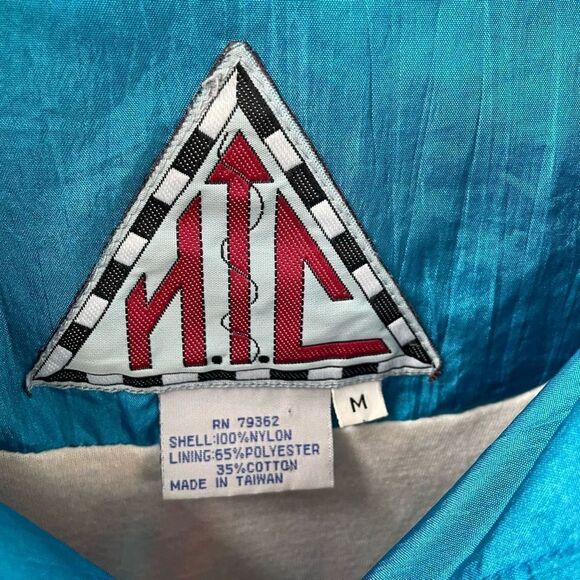 N.I.C
M
RN 79362
SHELL:100%NYLON
LINING:65%POLYESTER
35%COTTON
MADE IN TAIWAN